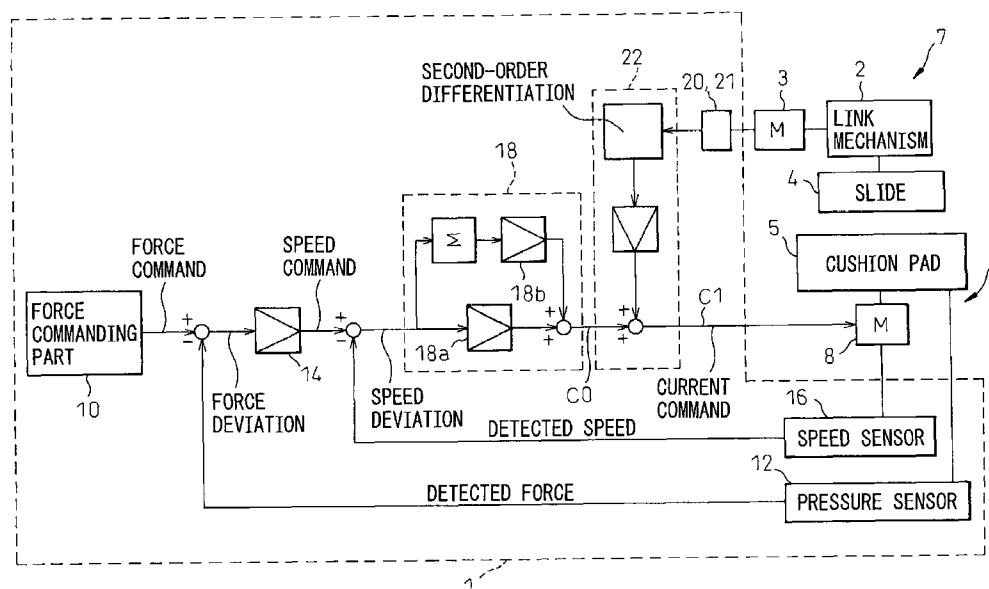 7
22
20, 21
3
2
SECOND-ORDER
DIFFERENTIATION
M
LINK
MECHANISM
4
SLIDE
18
5
CUSHION PAD
Σ
18b
FORCE
COMMAND
SPEED
COMMAND
FORCE
COMMANDING
PART
+
-
+
-
18a
+
+
+
+
C1
M
8
10
14
FORCE
DEVIATION
SPEED
DEVIATION
C0
CURRENT
COMMAND
16
DETECTED SPEED
SPEED SENSOR
12
DETECTED FORCE
PRESSURE SENSOR